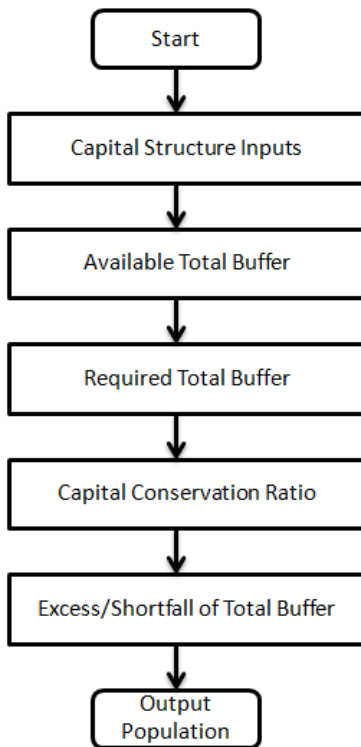 Start
Capital Structure Inputs
Available Total Buffer
Required Total Buffer
Capital Conservation Ratio
Excess/Shortfall of Total Buffer
Output
Population